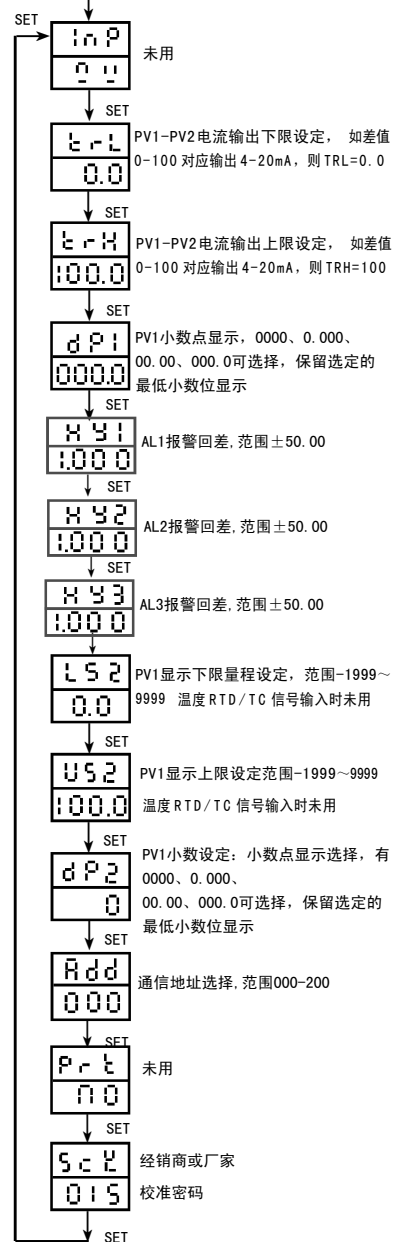 SET
InP
0 U
未用
SET
trL
0.0
PV1-PV2电流输出下限设定， 如差值
0-100 对应输出4-20mA，则TRL=0.0
SET
trH
100.0
PV1-PV2电流输出上限设定， 如差值
0-100 对应输出4-20mA，则TRH=100
SET
dP1
000.0
PV1小数点显示，0000、0.000、
00.00、000.0可选择，保留选定的
最低小数位显示
SET
HY1
1.000
AL1报警回差,范围±50.00
SET
HY2
1.000
AL2报警回差,范围±50.00
SET
HY3
1.000
AL3报警回差,范围±50.00
LS2
0.0
PV1显示下限量程设定，范围-1999～
9999 温度RTD/TC 信号输入时未用
SET
US2
100.0
PV1显示上限设定范围-1999～9999
温度RTD/TC 信号输入时未用
SET
dP2
0
PV1小数设定：小数点显示选择，有
0000、0.000、
00.00、000.0可选择，保留选定的
最低小数位显示
SET
Add
000
通信地址选择,范围000-200
SET
Prt
NO
未用
SET
ScK
015
经销商或厂家
校准密码
SET